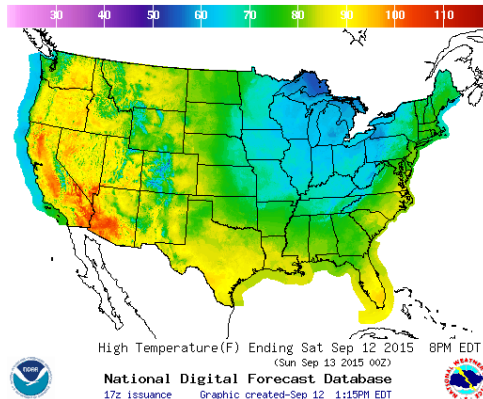 30 40 50 60 70 80 90 100 110
High Temperature(F) Ending Sat Sep 12 2015 8PM EDT
(Sun Sep 13 2015 00Z)
National Digital Forecast Database
17z issuance Graphic created-Sep 12 1:15PM EDT
noaa